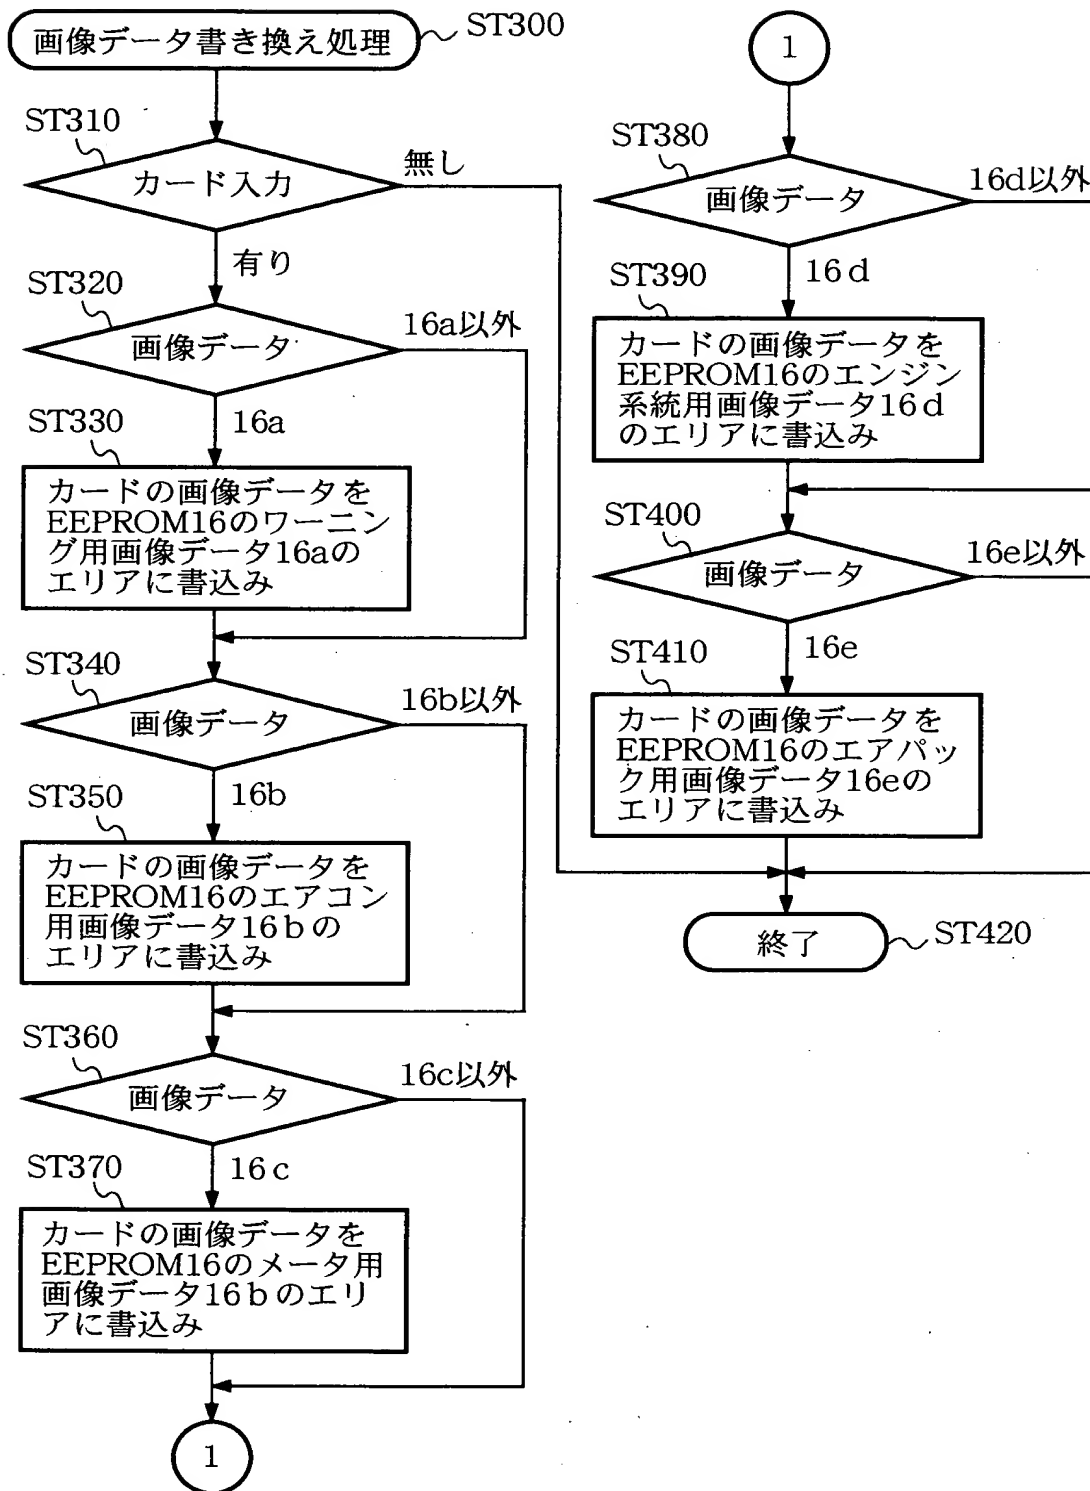 画像データ書き換え処理
ST300
ST310
カード入力
無し
有り
ST320
画像データ
16a以外
16a
ST330
カードの画像データを
EEPROM16のワーニン
グ用画像データ16aの
エリアに書込み
ST340
画像データ
16b以外
16b
ST350
カードの画像データを
EEPROM16のエアコン
用画像データ16bの
エリアに書込み
ST360
画像データ
16c以外
16c
ST370
カードの画像データを
EEPROM16のメータ用
画像データ16bのエリ
アに書込み
1
1
ST380
画像データ
16d以外
16d
ST390
カードの画像データを
EEPROM16のエンジン
系統用画像データ16d
のエリアに書込み
ST400
画像データ
16e以外
16e
ST410
カードの画像データを
EEPROM16のエアパッ
ク用画像データ16eの
エリアに書込み
終了
ST420